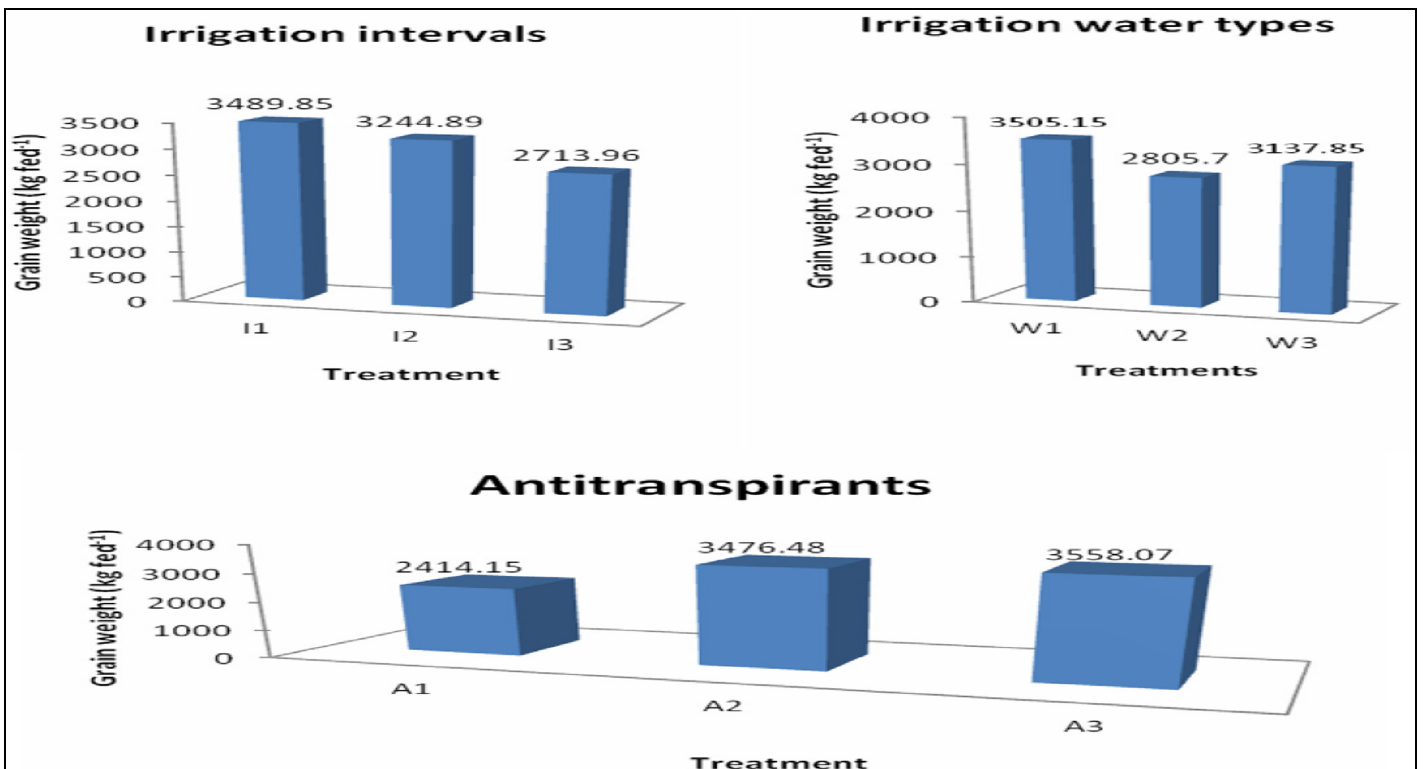 Irrigation intervals
Grain weight (kg fed-1)
3500
3000
2500
2000
1500
1000
500
0
3489.85
3244.89
2713.96
I1
I2
I3
Treatment
Irrigation water types
Grain weight (kg fed-1)
4000
3000
2000
1000
0
3505.15
2805.7
3137.85
W1
W2
W3
Treatments
Antitranspirants
Grain weight (kg fed-1)
4000
3000
2000
1000
0
2414.15
3476.48
3558.07
A1
A2
A3
Treatment